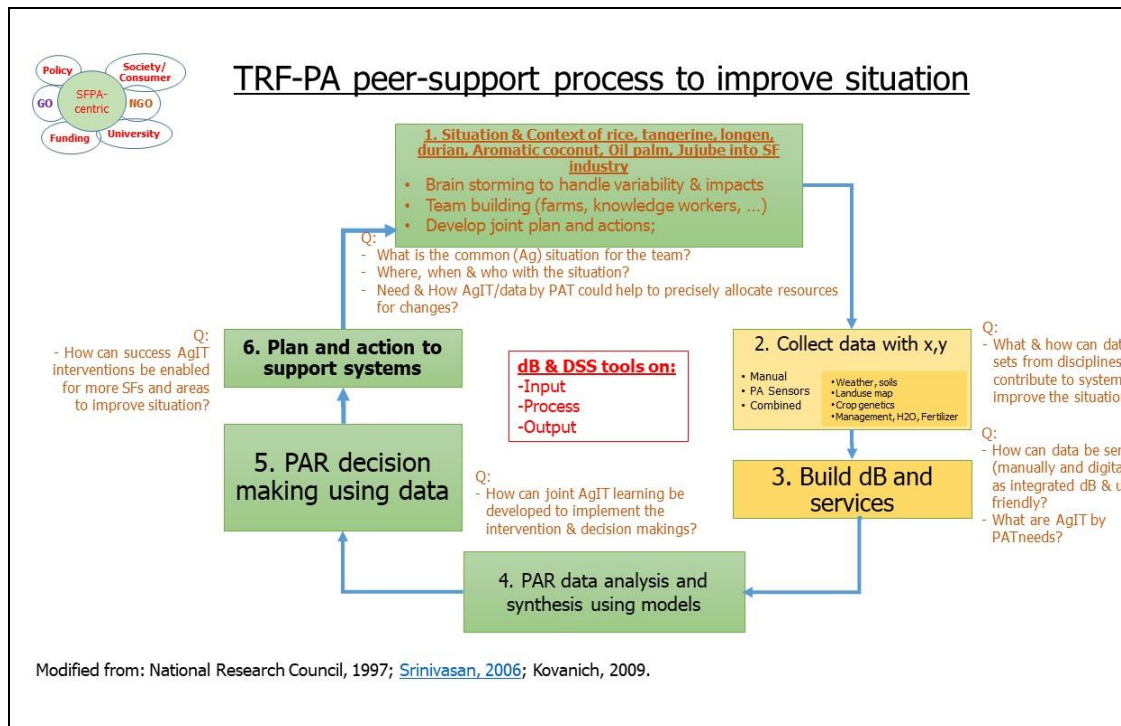 Policy
Society/
Consumer
SFPA-
centric
GO
NGO
Funding
University
TRF-PA peer-support process to improve situation
1. Situation & Context of rice, tangerine, longen,
durian, Aromatic coconut, Oil palm, Jujube into SF
industry
• Brain storming to handle variability & impacts
• Team building (farms, knowledge workers, ...)
• Develop joint plan and actions;
Q:
- What is the common (Ag) situation for the team?
- Where, when & who with the situation?
- Need & How AgIT/data by PAT could help to precisely allocate resources
for changes?
Q:
- How can success AgIT
interventions be enabled
for more SFs and areas
to improve situation?
6. Plan and action to
support systems
dB & DSS tools on:
-Input
-Process
-Output
2. Collect data with x,y
• Manual
• PA Sensors
• Combined
• Weather, soils
• Landuse map
• Crop genetics
• Management, H2O, Fertilizer
Q:
- What & how can dat
sets from disciplines
contribute to system
improve the situation
Q:
- How can data be ser
(manually and digita
as integrated dB & u
friendly?
- What are AgIT by
PATneeds?
3. Build dB and
services
5. PAR decision
making using data
Q:
- How can joint AgIT learning be
developed to implement the
intervention & decision makings?
4. PAR data analysis and
synthesis using models
Modified from: National Research Council, 1997; Srinivasan, 2006; Kovanich, 2009.